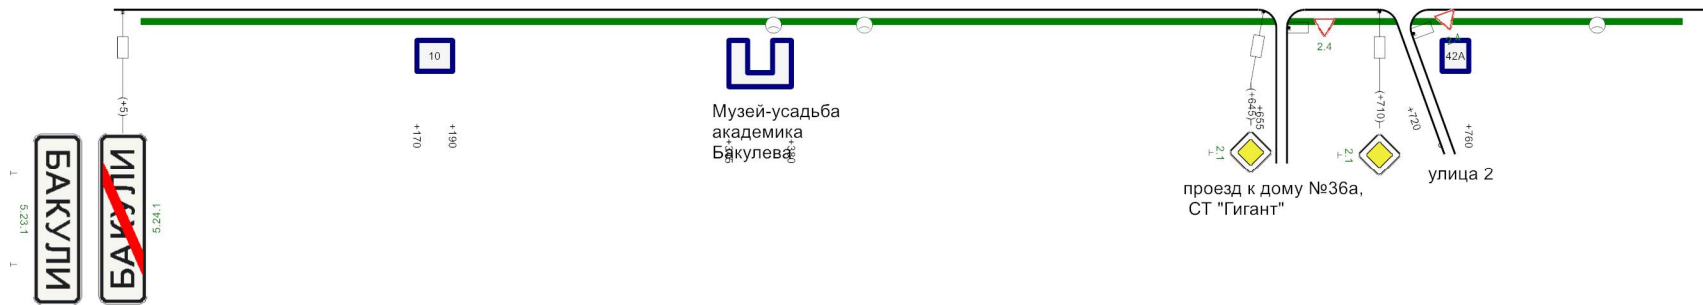 10
42А
2.4
(+5)
+170
+190
Музей-усадьба
академика
Бакулева
+380
(+645)
+655
(+710)
+720
+760
2.1
2.1
проезд к дому №36а,
СТ "Гигант"
улица 2
5.23.1
БАКУЛИ
БАКУЛИ
5.24.1